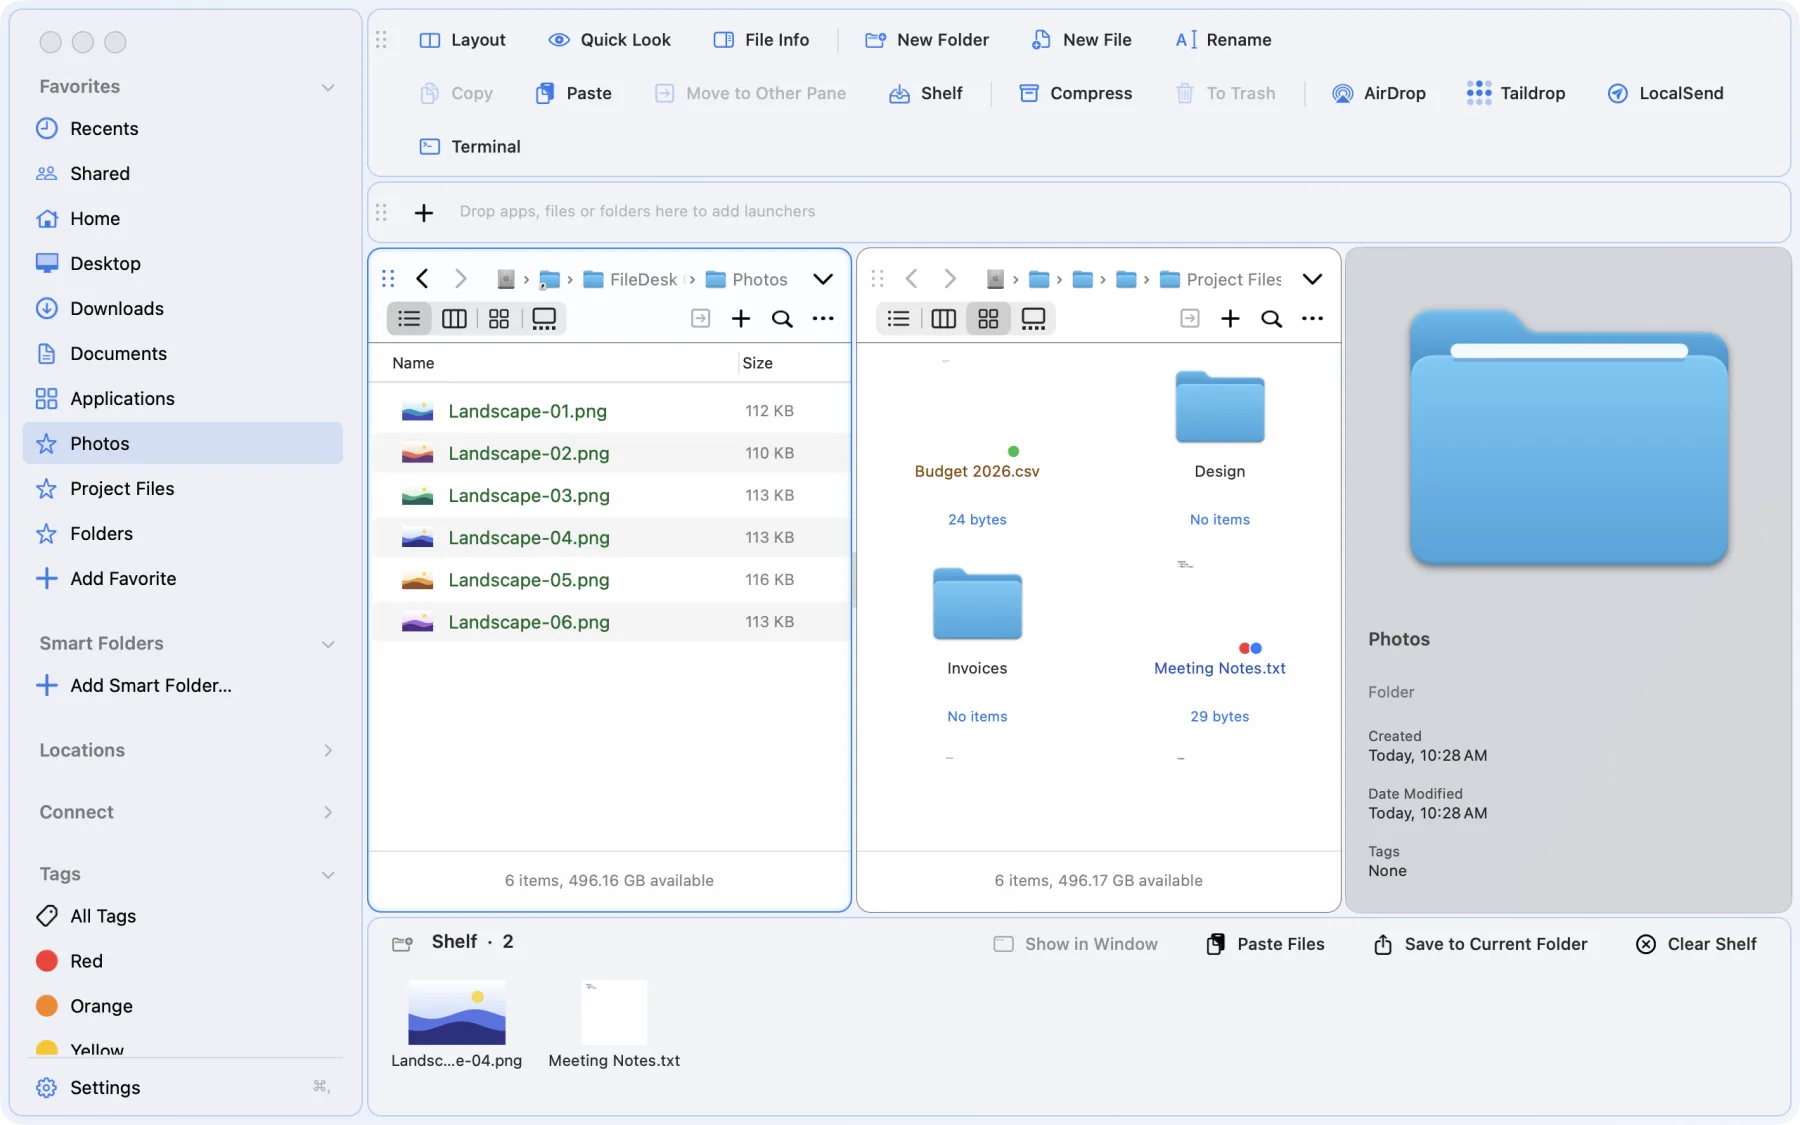 Favorites
Recents
Shared
Home
Desktop
Downloads
Documents
Applications
Photos
Project Files
Folders
Add Favorite
Smart Folders
Add Smart Folder...
Locations
Connect
Tags
All Tags
Red
Orange
Yellow
Settings ⌘,
Layout Quick Look File Info New Folder New File Rename
Copy Paste Move to Other Pane Shelf Compress To Trash AirDrop Taildrop LocalSend
Terminal
Drop apps, files or folders here to add launchers
FileDesk Photos
Name Size
Landscape-01.png 112 KB
Landscape-02.png 110 KB
Landscape-03.png 113 KB
Landscape-04.png 113 KB
Landscape-05.png 116 KB
Landscape-06.png 113 KB
6 items, 496.16 GB available
Project Files
Budget 2026.csv Design
24 bytes No items
Invoices Meeting Notes.txt
No items 29 bytes
6 items, 496.17 GB available
Photos
Folder
Created
Today, 10:28 AM
Date Modified
Today, 10:28 AM
Tags
None
Shelf · 2 Show in Window Paste Files Save to Current Folder Clear Shelf
Landsc...e-04.png Meeting Notes.txt